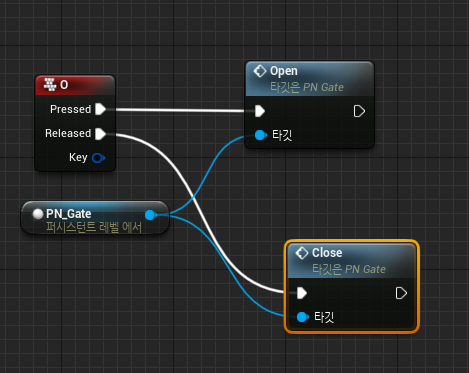 O
Pressed
Released
Key
Open
타깃은 PN Gate
타깃
PN_Gate
퍼시스턴트 레벨 에서
Close
타깃은 PN Gate
타깃